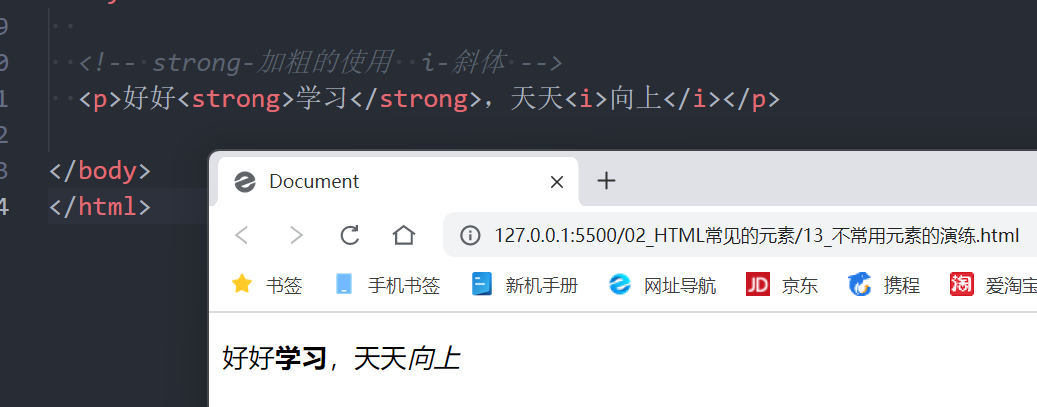 9
0 <!-- strong-加粗的使用 i-斜体 -->
1 <p>好好<strong>学习</strong>，天天<i>向上</i></p>
2
3 </body>
4 </html>
Document
127.0.0.1:5500/02_HTML常见的元素/13_不常用元素的演练.html
书签 手机书签 新机手册 网址导航 JD 京东 携程 淘 爱淘宝
好好学习，天天向上